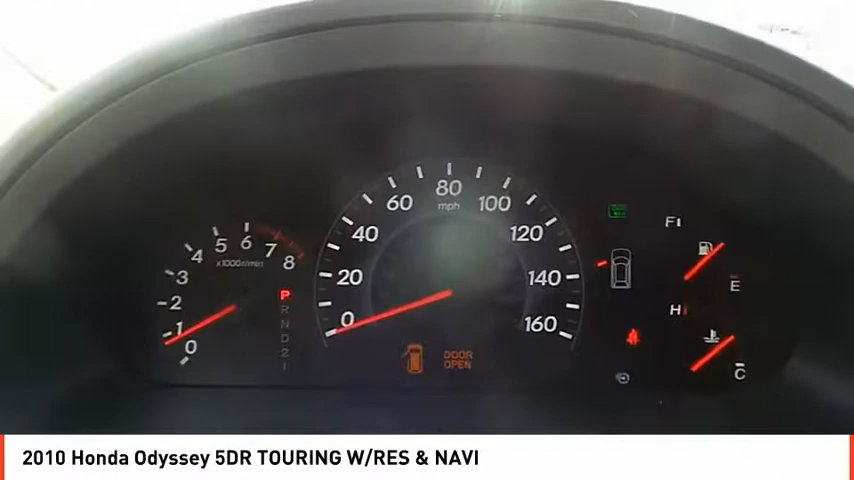 80
60 mph 100
40 120
20 140
0 160
5 6 7
4 8
x1000r/min
3
2
1
0
P
R
N
D
2
1
DOOR
OPEN
F
E
H
C
2010 Honda Odyssey 5DR TOURING W/RES & NAVI